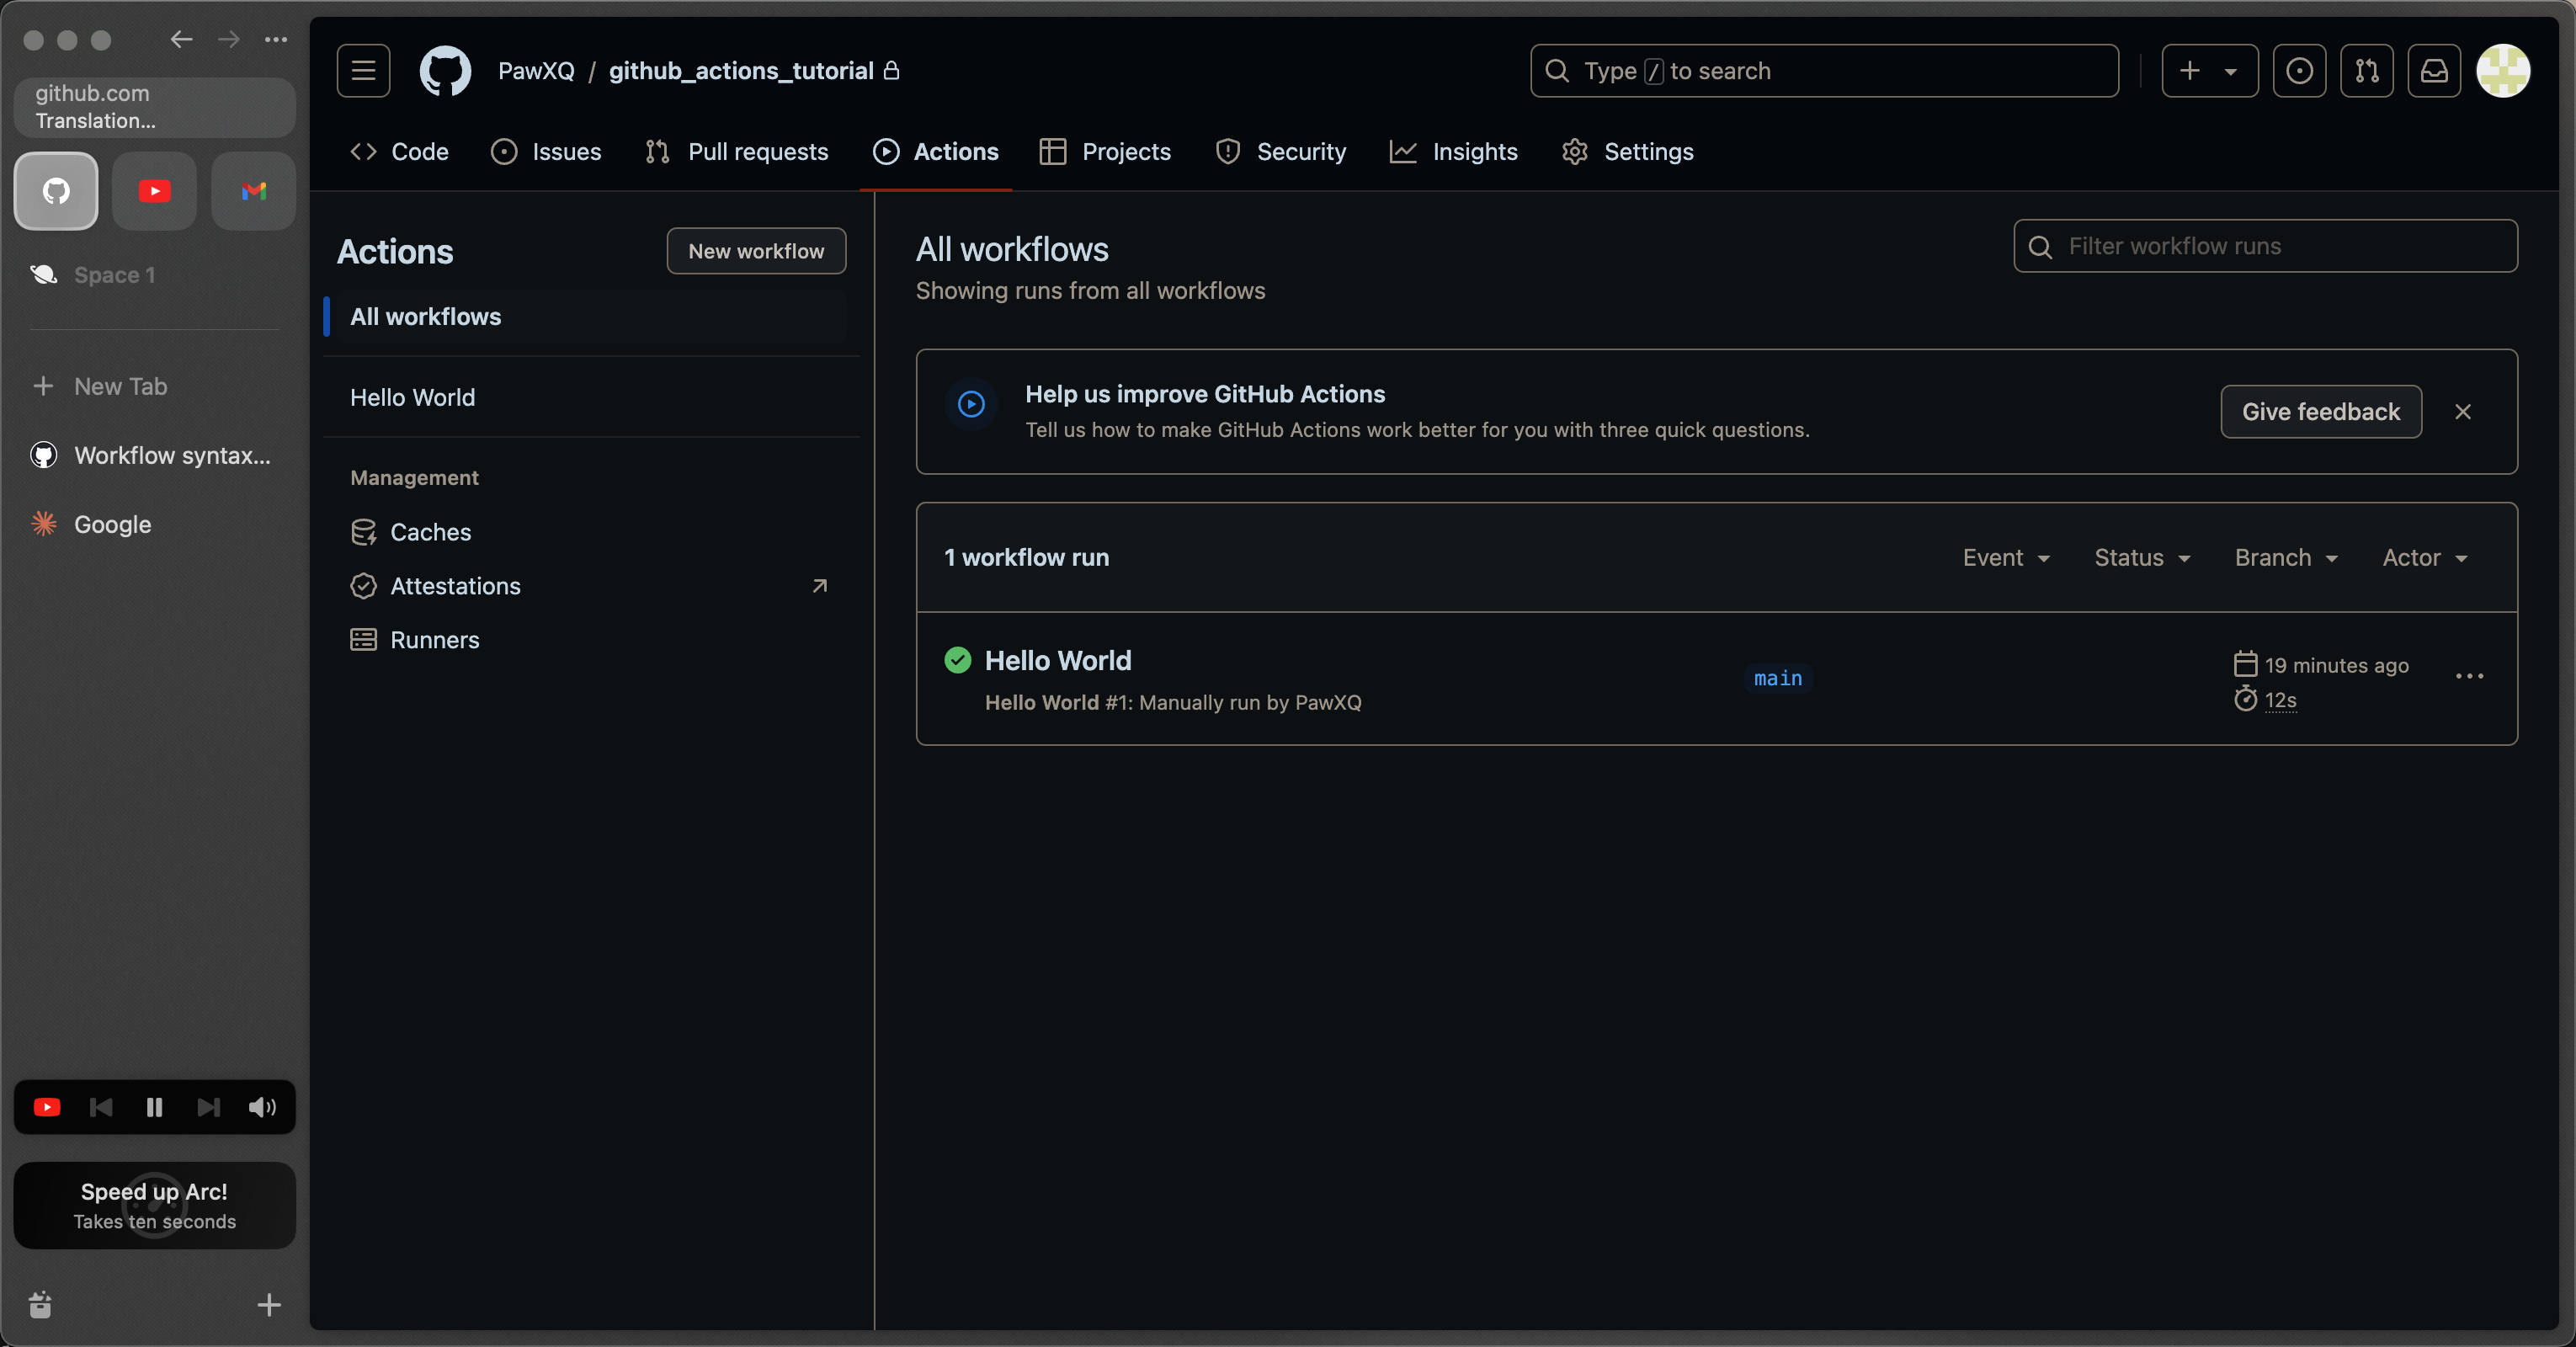 github.com
Translation...
Space 1
New Tab
Workflow syntax...
Google
Speed up Arc!
Takes ten seconds
PawXQ / github_actions_tutorial
Type / to search
Code
Issues
Pull requests
Actions
Projects
Security
Insights
Settings
Actions
New workflow
All workflows
Hello World
Management
Caches
Attestations
Runners
All workflows
Showing runs from all workflows
Filter workflow runs
Help us improve GitHub Actions
Tell us how to make GitHub Actions work better for you with three quick questions.
Give feedback
1 workflow run
Event
Status
Branch
Actor
Hello World
Hello World #1: Manually run by PawXQ
main
19 minutes ago
12s